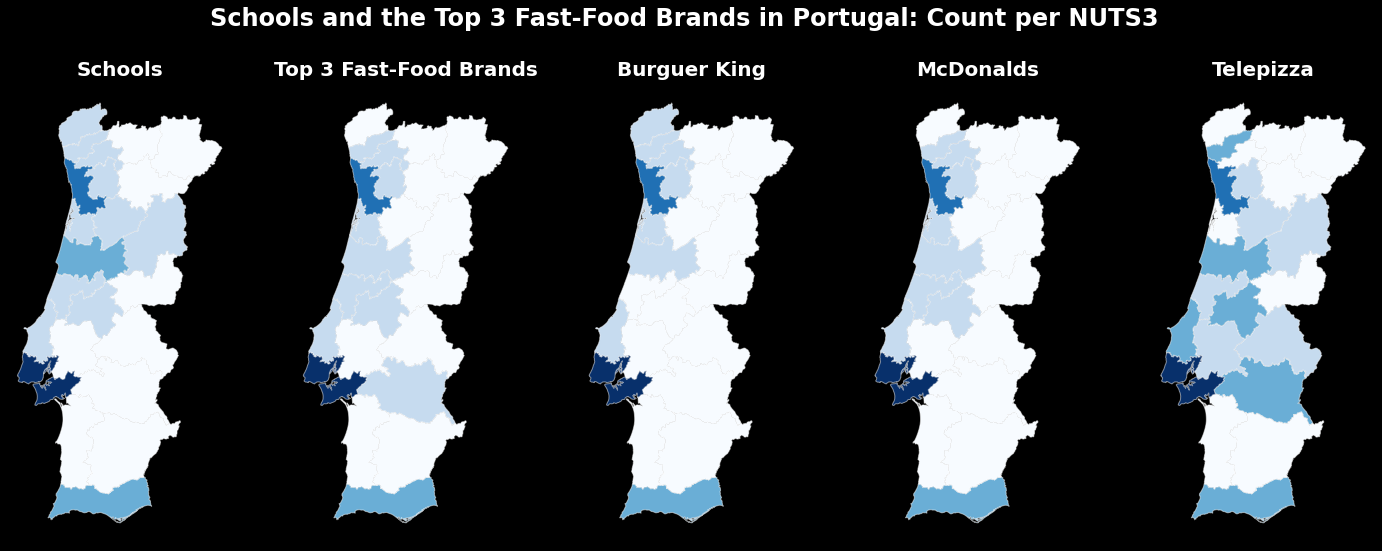 Schools and the Top 3 Fast-Food Brands in Portugal: Count per NUTS3
Schools
Top 3 Fast-Food Brands
Burguer King
McDonalds
Telepizza